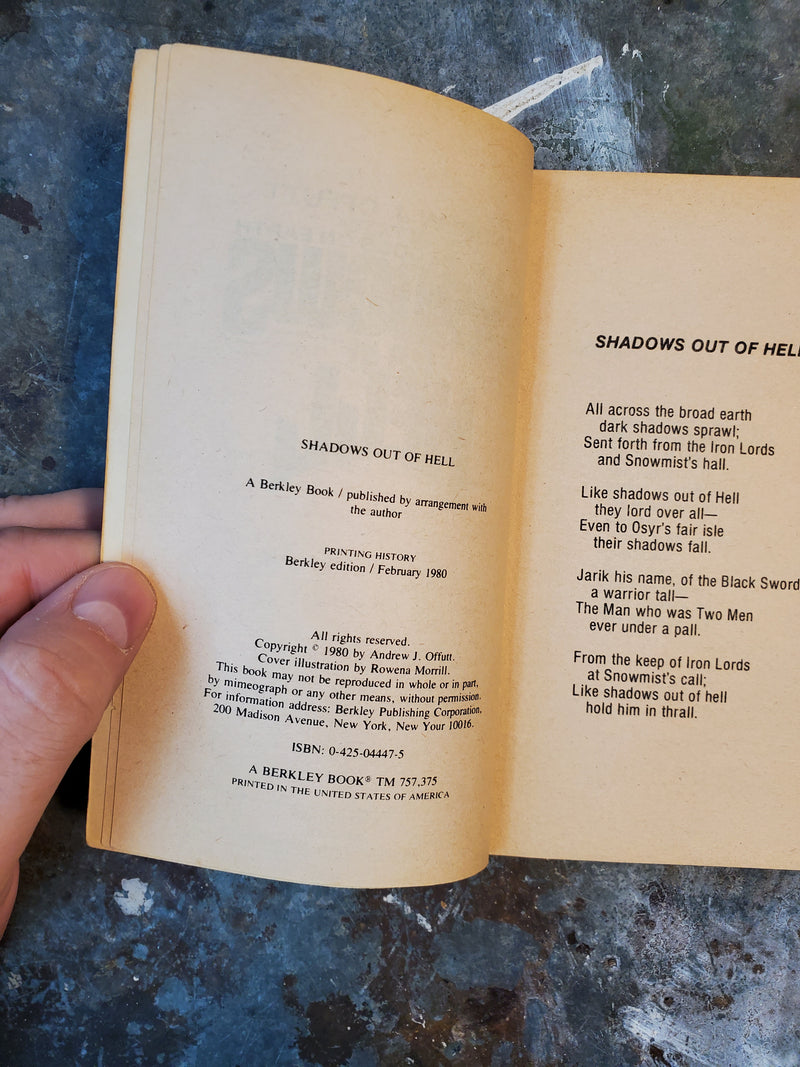 SHADOWS OUT OF HELL
A Berkley Book / published by arrangement with
the author
PRINTING HISTORY
Berkley edition / February 1980
All rights reserved.
Copyright © 1980 by Andrew J. Offutt.
Cover illustration by Rowena Morrill.
This book may not be reproduced in whole or in part,
by mimeograph or any other means, without permission.
For information address: Berkley Publishing Corporation,
200 Madison Avenue, New York, New Your 10016.
ISBN: 0-425-04447-5
A BERKLEY BOOK® TM 757,375
PRINTED IN THE UNITED STATES OF AMERICA
SHADOWS OUT OF HELL
All across the broad earth
dark shadows sprawl;
Sent forth from the Iron Lords
and Snowmist's hall.
Like shadows out of Hell
they lord over all—
Even to Osyr's fair isle
their shadows fall.
Jarik his name, of the Black Sword
a warrior tall—
The Man who was Two Men
ever under a pall.
From the keep of Iron Lords
at Snowmist's call;
Like shadows out of hell
hold him in thrall.